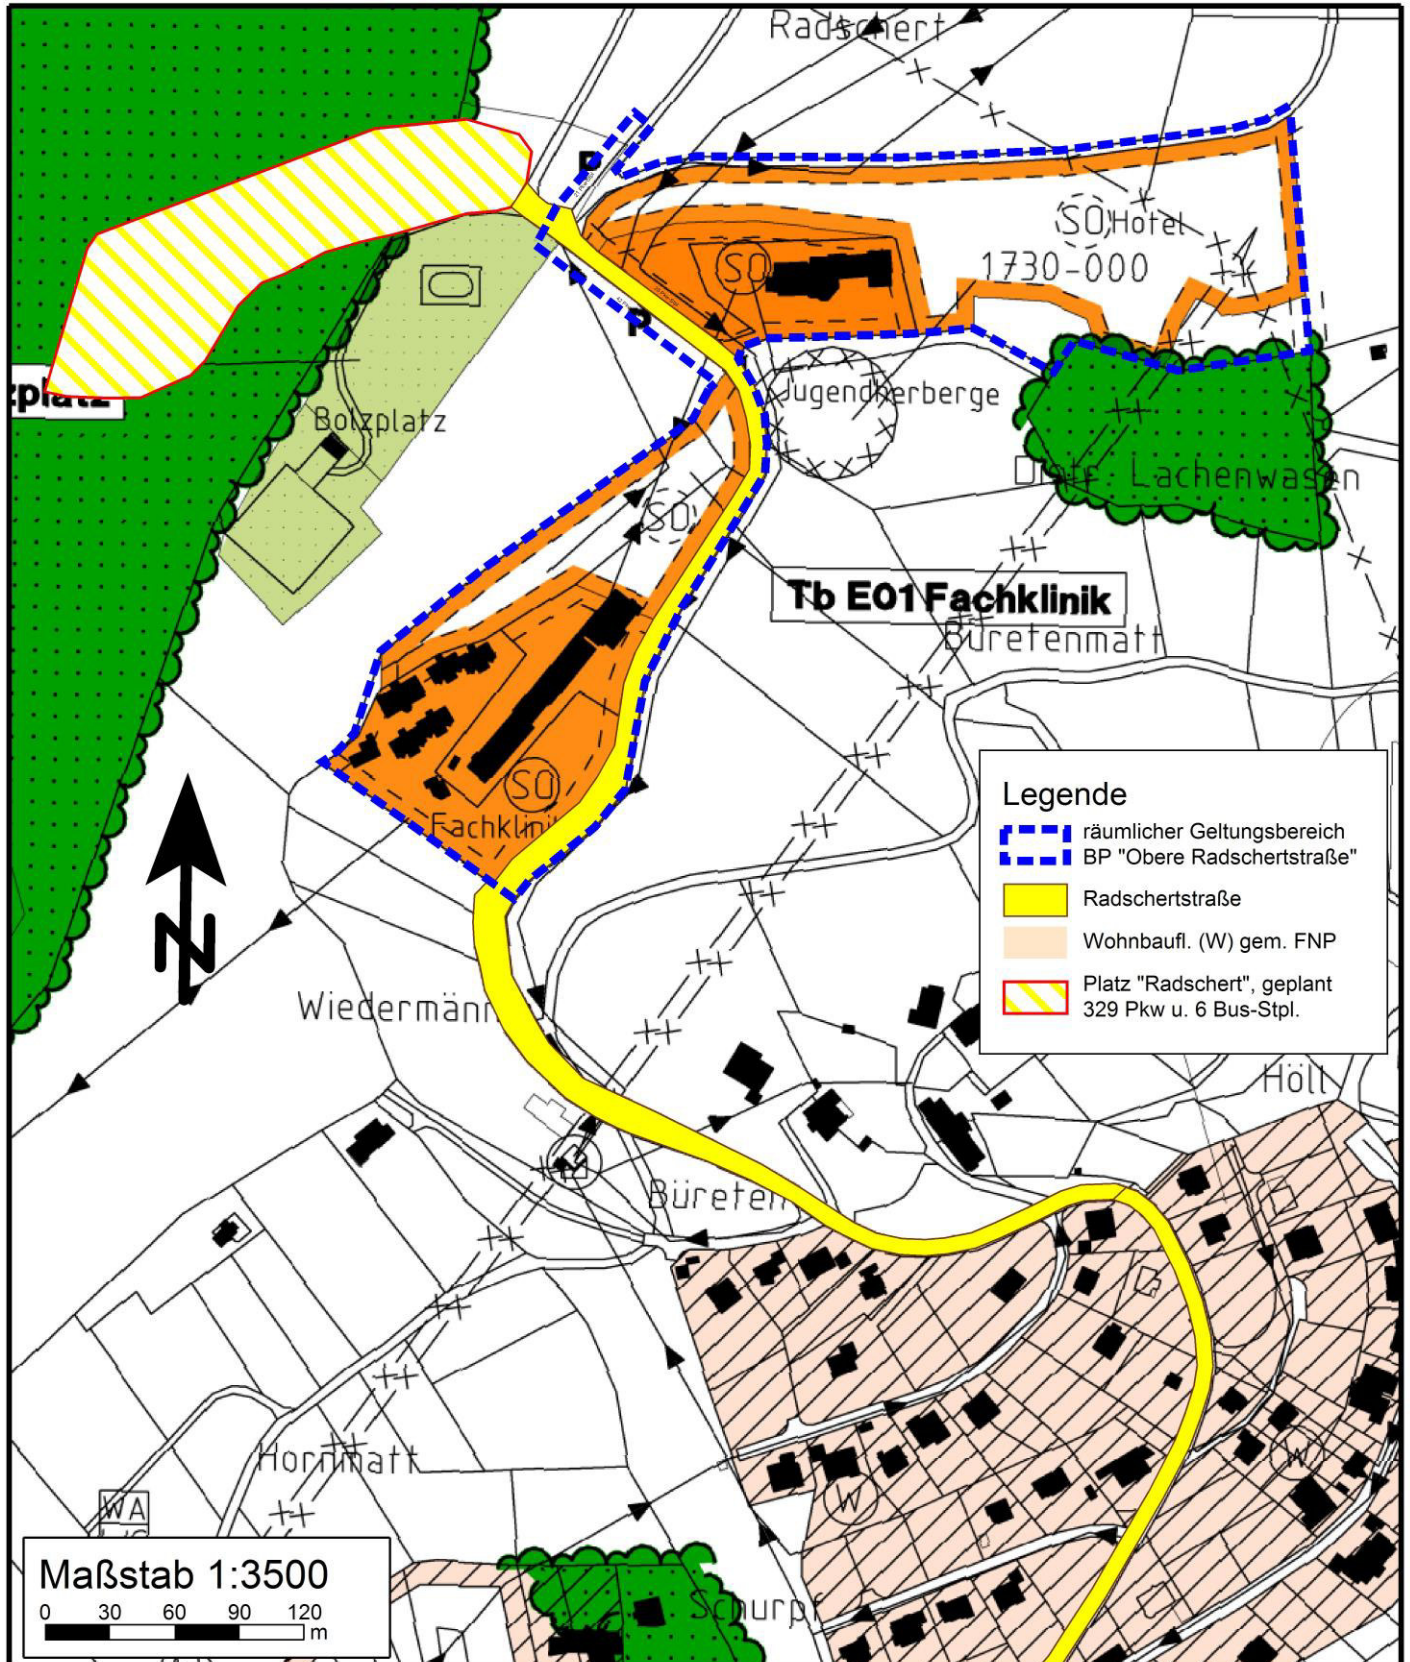 Radschert
P
SO
SO,Hotel
1730-000
P
zplatz
Bolzplatz
Jugendherberge
Distr. Lachenwasen
SO
Tb E01 Fachklinik
Büretenmatt
SO
Fachklinik
Legende
räumlicher Geltungsbereich
BP "Obere Radschertstraße"
Radschertstraße
Wohnbaufl. (W) gem. FNP
Platz "Radschert", geplant
329 Pkw u. 6 Bus-Stpl.
N
Wiedermänn
Höll
Büreten
Hornmatt
W
W
WA
Maßstab 1:3500
0 30 60 90 120
m
Schurpf